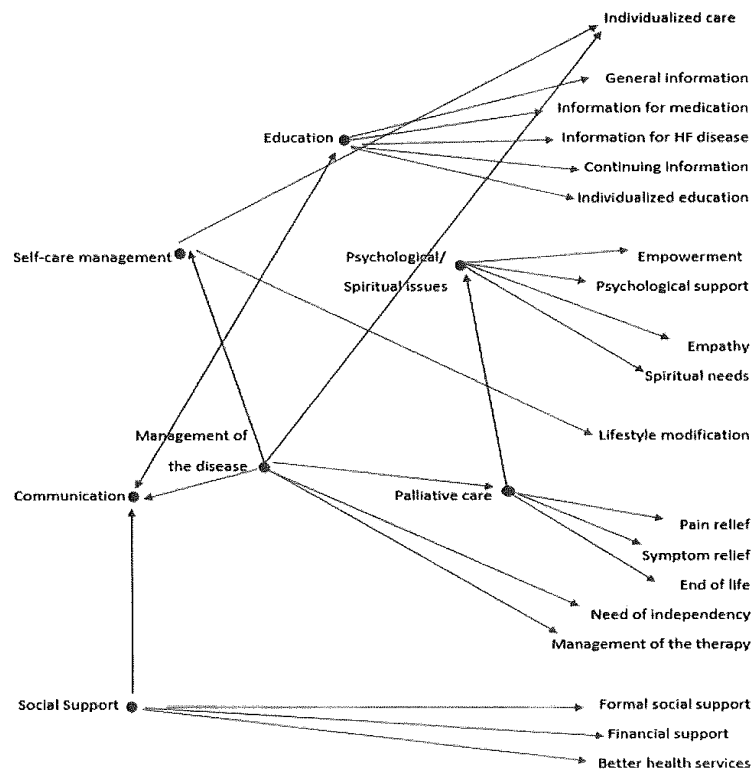 Individualized care
General information
Information for medication
Education
Information for HF disease
Continuing information
Individualized education
Self-care management
Psychological/
Spiritual issues
Empowerment
Psychological support
Empathy
Spiritual needs
Lifestyle modification
Management of
the disease
Communication
Palliative care
Pain relief
Symptom relief
End of life
Need of independency
Management of the therapy
Social Support
Formal social support
Financial support
Better health services